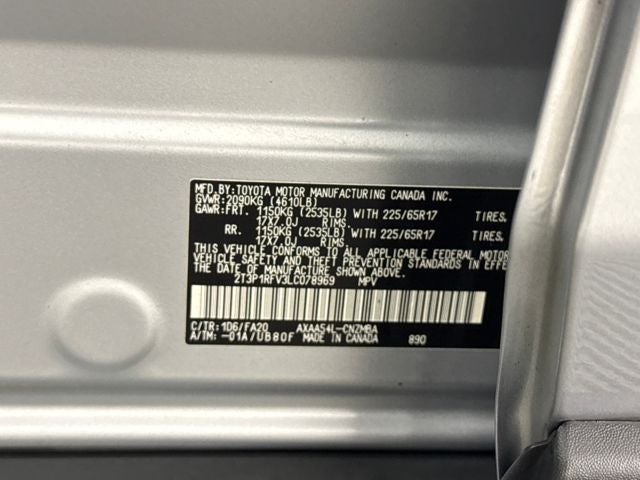 MFD.BY:TOYOTA MOTOR MANUFACTURING CANADA INC.
GVWR:2090KG (4610LB)
GAWR:FRT. 1150KG (2535LB) WITH 225/65R17 TIRES,
17X7.0J RIMS.
RR. 1150KG (2535LB) WITH 225/65R17 TIRES,
17X7.0J RIMS.
THIS VEHICLE CONFORMS TO ALL APPLICABLE FEDERAL MOTOR
VEHICLE SAFETY AND THEFT PREVENTION STANDARDS IN EFFE
ON THE DATE OF MANUFACTURE SHOWN ABOVE.
2T3P1RFV3LC078969 MPV
C/TR:1D6/FA20 AXAA54L-CNZMBA
A/TM:-01A/UB80F MADE IN CANADA 890